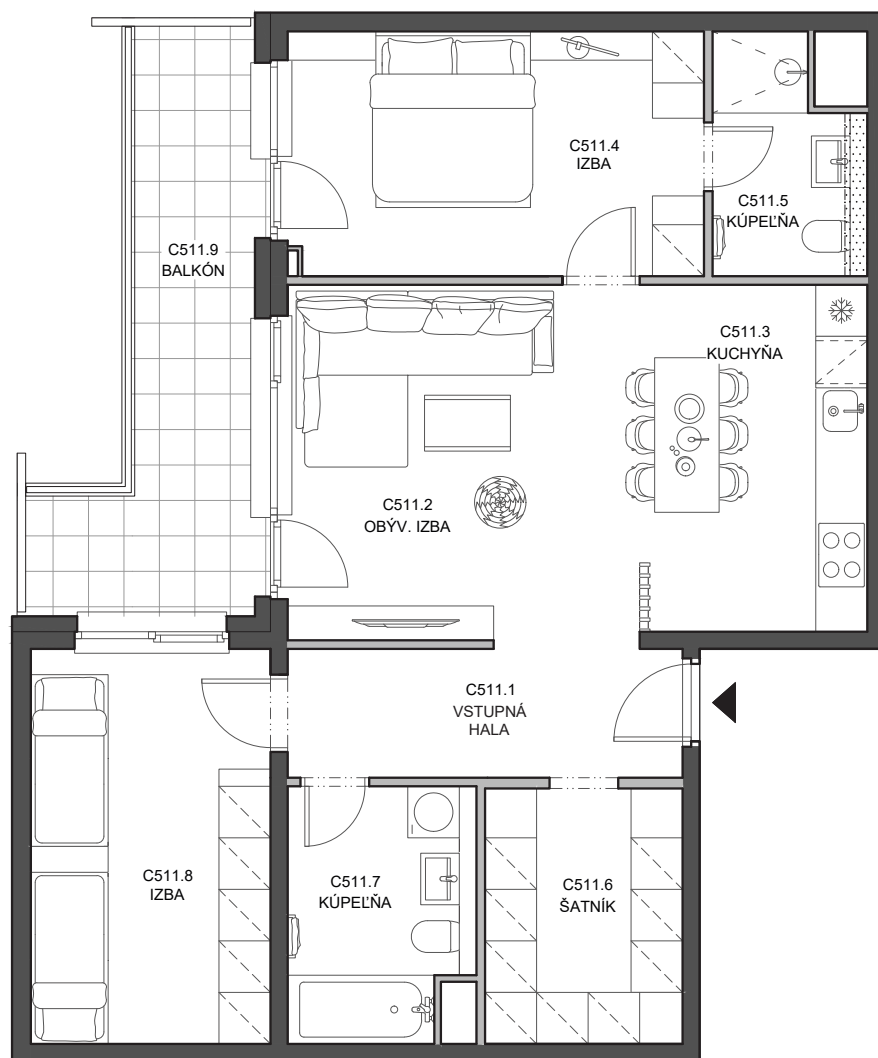 C511.4
IZBA
C511.5
KÚPEĽŇA
C511.9
BALKÓN
C511.3
KUCHYŇA
C511.2
OBÝV. IZBA
C511.1
VSTUPNÁ
HALA
C511.8
IZBA
C511.7
KÚPEĽŇA
C511.6
ŠATNÍK